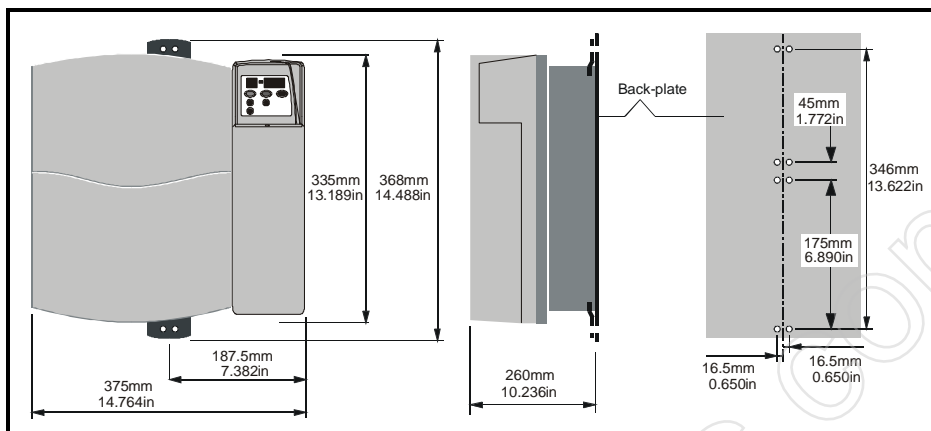 Back-plate
45mm
1.772in
335mm
13.189in
368mm
14.488in
346mm
13.622in
175mm
6.890in
187.5mm
7.382in
375mm
14.764in
260mm
10.236in
16.5mm
0.650in
16.5mm
0.650in